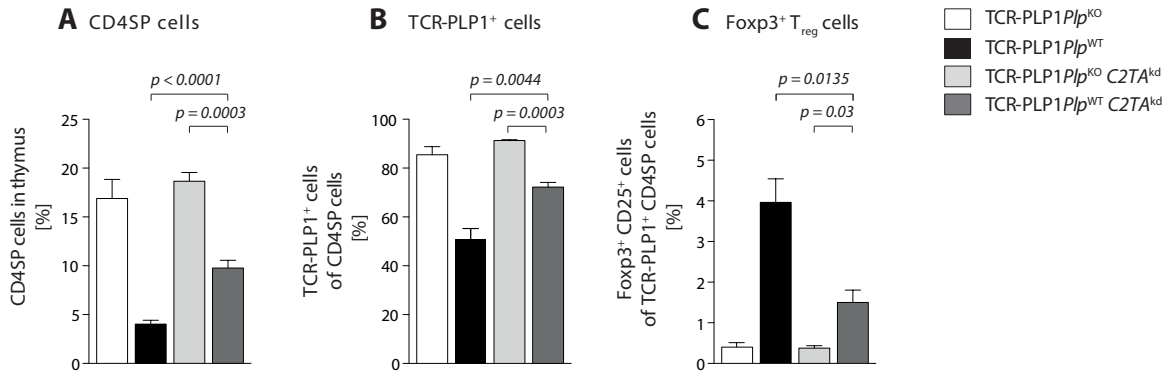 A CD4SP cells
p < 0.0001
p = 0.0003
CD4SP cells in thymus
[%]
25
20
15
10
5
0
B TCR-PLP1⁺ cells
p = 0.0044
p = 0.0003
TCR-PLP1⁺ cells
of CD4SP cells
[%]
100
80
60
40
20
0
C Foxp3⁺ Treg cells
p = 0.0135
p = 0.03
Foxp3⁺ CD25⁺ cells
of TCR-PLP1⁺ CD4SP cells
[%]
6
5
4
3
2
1
0
TCR-PLP1Plpᴷᴼ
TCR-PLP1Plpᵂᵀ
TCR-PLP1Plpᴷᴼ C2TAᵏᵈ
TCR-PLP1Plpᵂᵀ C2TAᵏᵈ